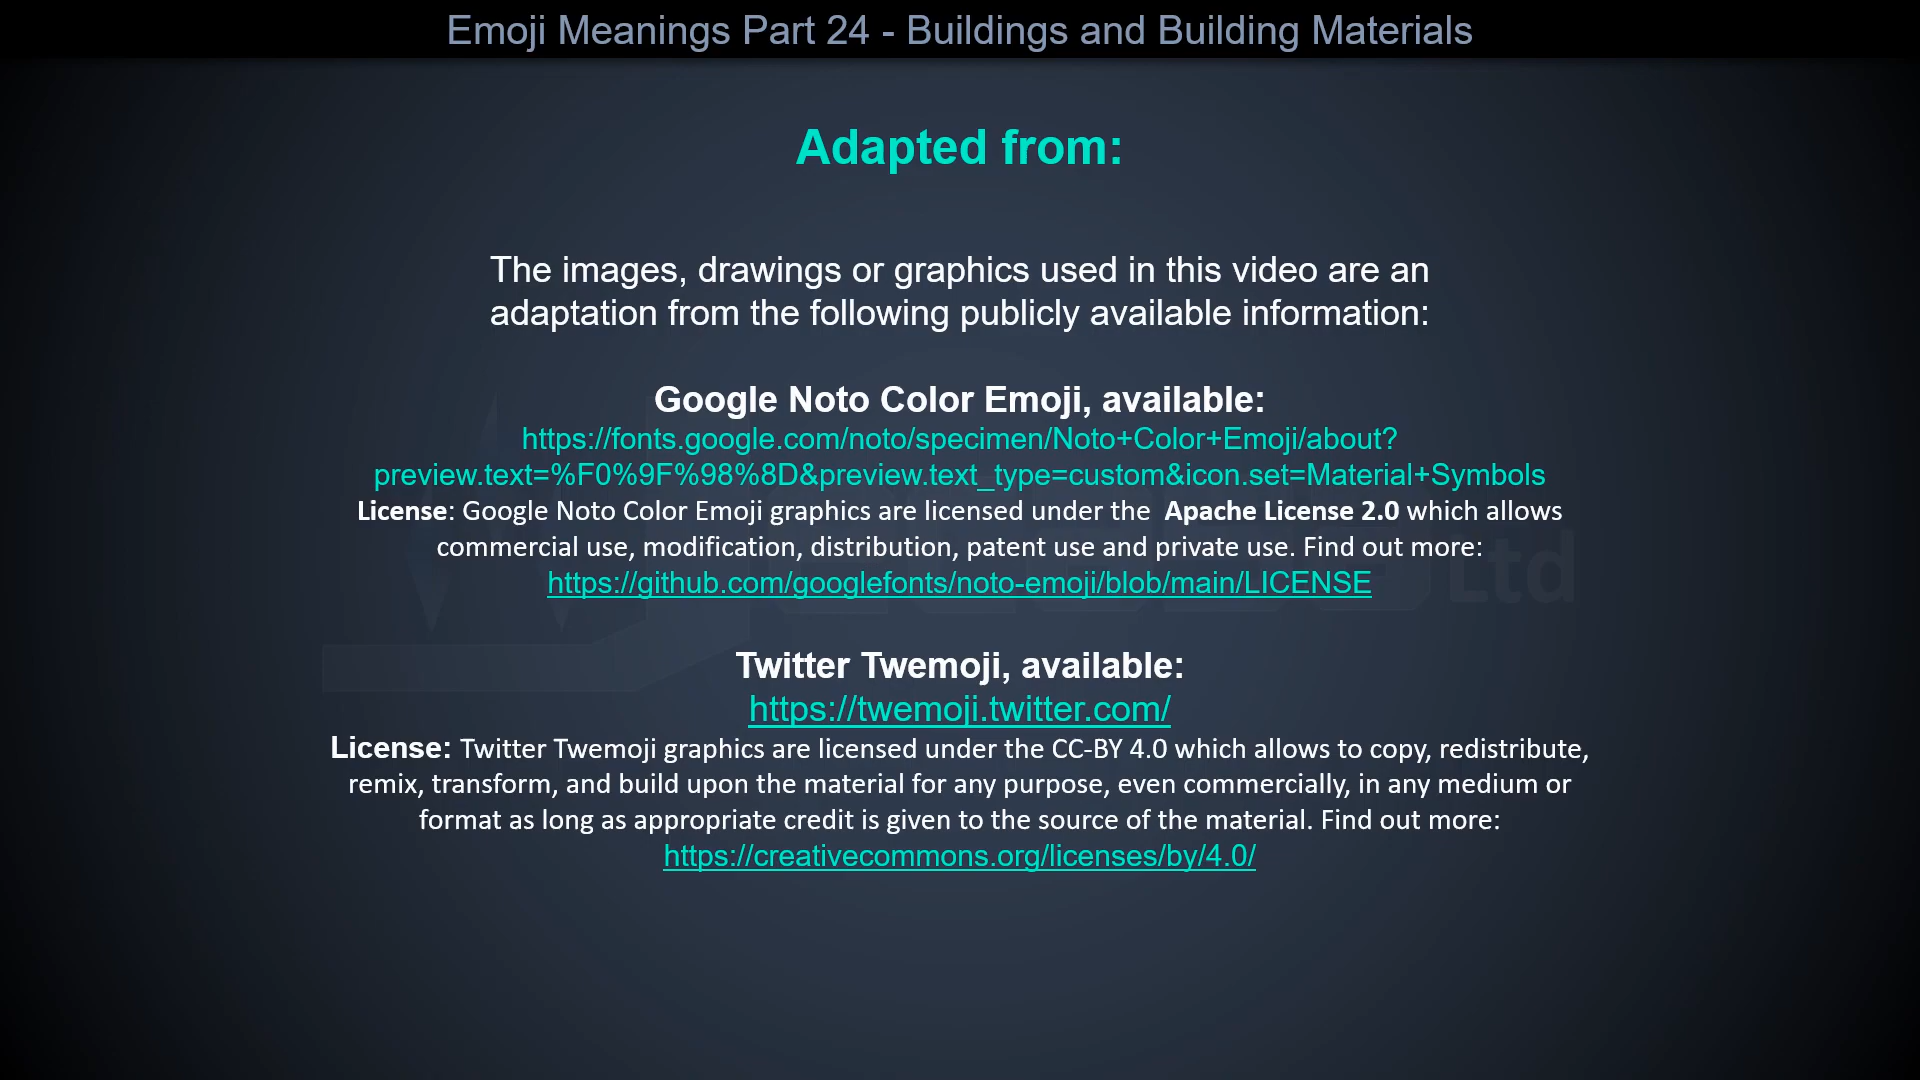 Emoji Meanings Part 24 - Buildings and Building Materials
Adapted from:
The images, drawings or graphics used in this video are an
adaptation from the following publicly available information:
Google Noto Color Emoji, available:
https://fonts.google.com/noto/specimen/Noto+Color+Emoji/about?
preview.text=%F0%9F%98%8D&preview.text_type=custom&icon.set=Material+Symbols
License: Google Noto Color Emoji graphics are licensed under the Apache License 2.0 which allows
commercial use, modification, distribution, patent use and private use. Find out more:
https://github.com/googlefonts/noto-emoji/blob/main/LICENSE
Ltd
Twitter Twemoji, available:
https://twemoji.twitter.com/
License: Twitter Twemoji graphics are licensed under the CC-BY 4.0 which allows to copy, redistribute,
remix, transform, and build upon the material for any purpose, even commercially, in any medium or
format as long as appropriate credit is given to the source of the material. Find out more:
https://creativecommons.org/licenses/by/4.0/